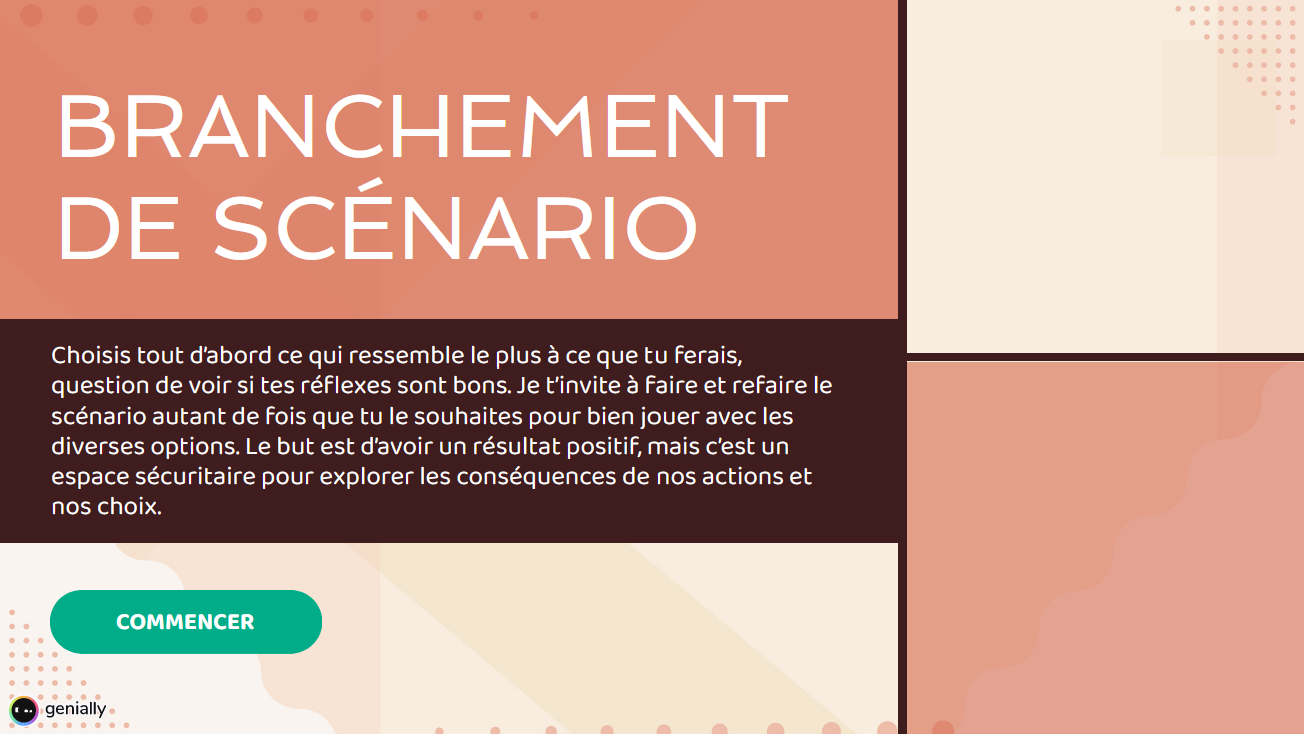 BRANCHEMENT
DE SCÉNARIO
Choisis tout d'abord ce qui ressemble le plus à ce que tu ferais,
question de voir si tes réflexes sont bons. Je t'invite à faire et refaire le
scénario autant de fois que tu le souhaites pour bien jouer avec les
diverses options. Le but est d'avoir un résultat positif, mais c'est un
espace sécuritaire pour explorer les conséquences de nos actions et
nos choix.
COMMENCER
genially